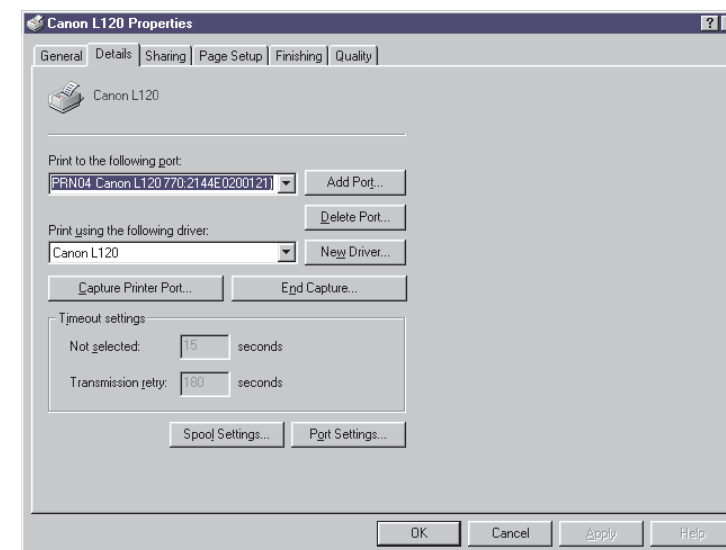 Canon L120 Properties
General Details Sharing Page Setup Finishing Quality
Canon L120
Print to the following port:
PRN04 Canon L120 770:2144E0200121) Add Port...
Delete Port...
Print using the following driver:
Canon L120 New Driver...
Capture Printer Port... End Capture...
Timeout settings
Not selected: 15 seconds
Transmission retry: 180 seconds
Spool Settings... Port Settings...
OK Cancel Apply Help